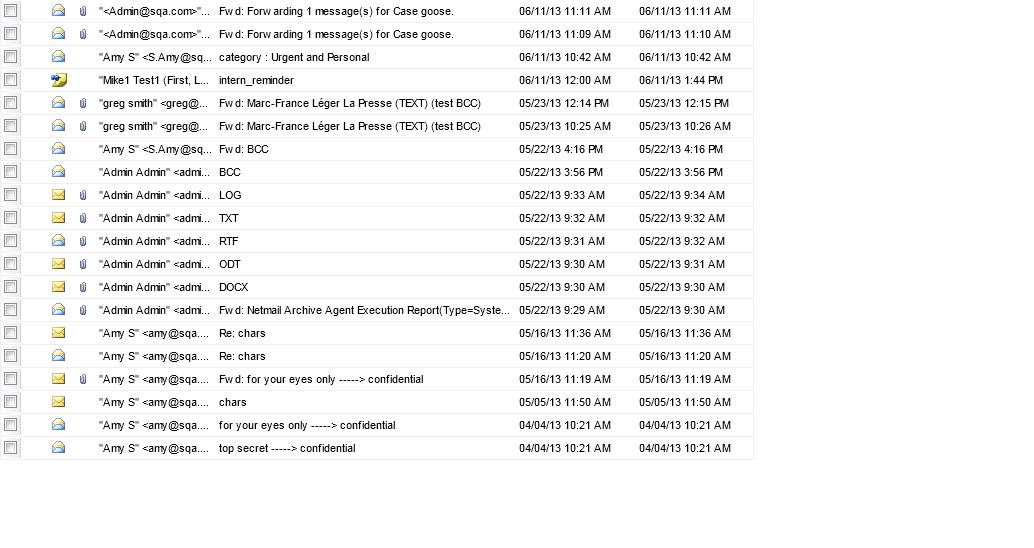 "<Admin@sqa.com>"... Fwd: Forwarding 1 message(s) for Case goose. 06/11/13 11:11 AM 06/11/13 11:11 AM
"<Admin@sqa.com>"... Fwd: Forwarding 1 message(s) for Case goose. 06/11/13 11:09 AM 06/11/13 11:10 AM
"Amy S" <S.Amy@sq... category : Urgent and Personal 06/11/13 10:42 AM 06/11/13 10:42 AM
"Mike1 Test1 (First, L... intern_reminder 06/11/13 12:00 AM 06/11/13 1:44 PM
"greg smith" <greg@... Fwd: Marc-France Léger La Presse (TEXT) (test BCC) 05/23/13 12:14 PM 05/23/13 12:15 PM
"greg smith" <greg@... Fwd: Marc-France Léger La Presse (TEXT) (test BCC) 05/23/13 10:25 AM 05/23/13 10:26 AM
"Amy S" <S.Amy@sq... Fwd: BCC 05/22/13 4:16 PM 05/22/13 4:16 PM
"Admin Admin" <admi... BCC 05/22/13 3:56 PM 05/22/13 3:56 PM
"Admin Admin" <admi... LOG 05/22/13 9:33 AM 05/22/13 9:34 AM
"Admin Admin" <admi... TXT 05/22/13 9:32 AM 05/22/13 9:32 AM
"Admin Admin" <admi... RTF 05/22/13 9:31 AM 05/22/13 9:32 AM
"Admin Admin" <admi... ODT 05/22/13 9:30 AM 05/22/13 9:31 AM
"Admin Admin" <admi... DOCX 05/22/13 9:30 AM 05/22/13 9:30 AM
"Admin Admin" <admi... Fwd: Netmail Archive Agent Execution Report(Type=Syste... 05/22/13 9:29 AM 05/22/13 9:30 AM
"Amy S" <amy@sqa.... Re: chars 05/16/13 11:36 AM 05/16/13 11:36 AM
"Amy S" <amy@sqa.... Re: chars 05/16/13 11:20 AM 05/16/13 11:20 AM
"Amy S" <amy@sqa.... Fwd: for your eyes only -----> confidential 05/16/13 11:19 AM 05/16/13 11:19 AM
"Amy S" <amy@sqa.... chars 05/05/13 11:50 AM 05/05/13 11:50 AM
"Amy S" <amy@sqa.... for your eyes only -----> confidential 04/04/13 10:21 AM 04/04/13 10:21 AM
"Amy S" <amy@sqa.... top secret -----> confidential 04/04/13 10:21 AM 04/04/13 10:21 AM